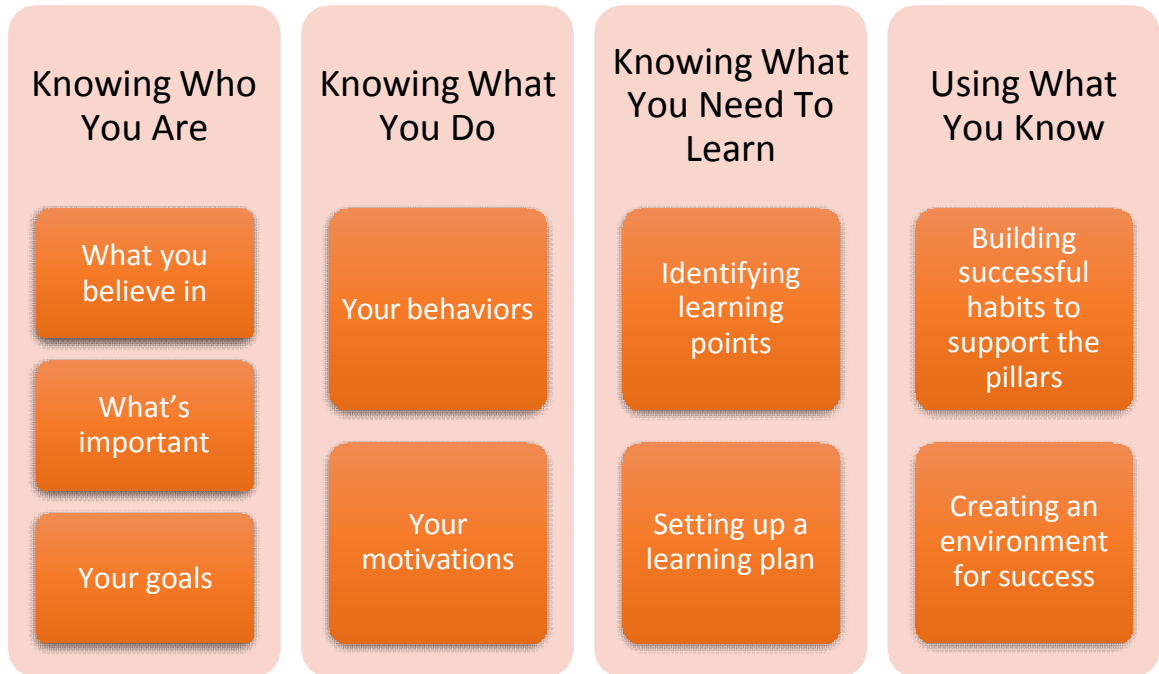 Knowing Who
You Are
What you
believe in
What’s
important
Your goals
Knowing What
You Do
Your behaviors
Your
motivations
Knowing What
You Need To
Learn
Identifying
learning
points
Setting up a
learning plan
Using What
You Know
Building
successful
habits to
support the
pillars
Creating an
environment
for success